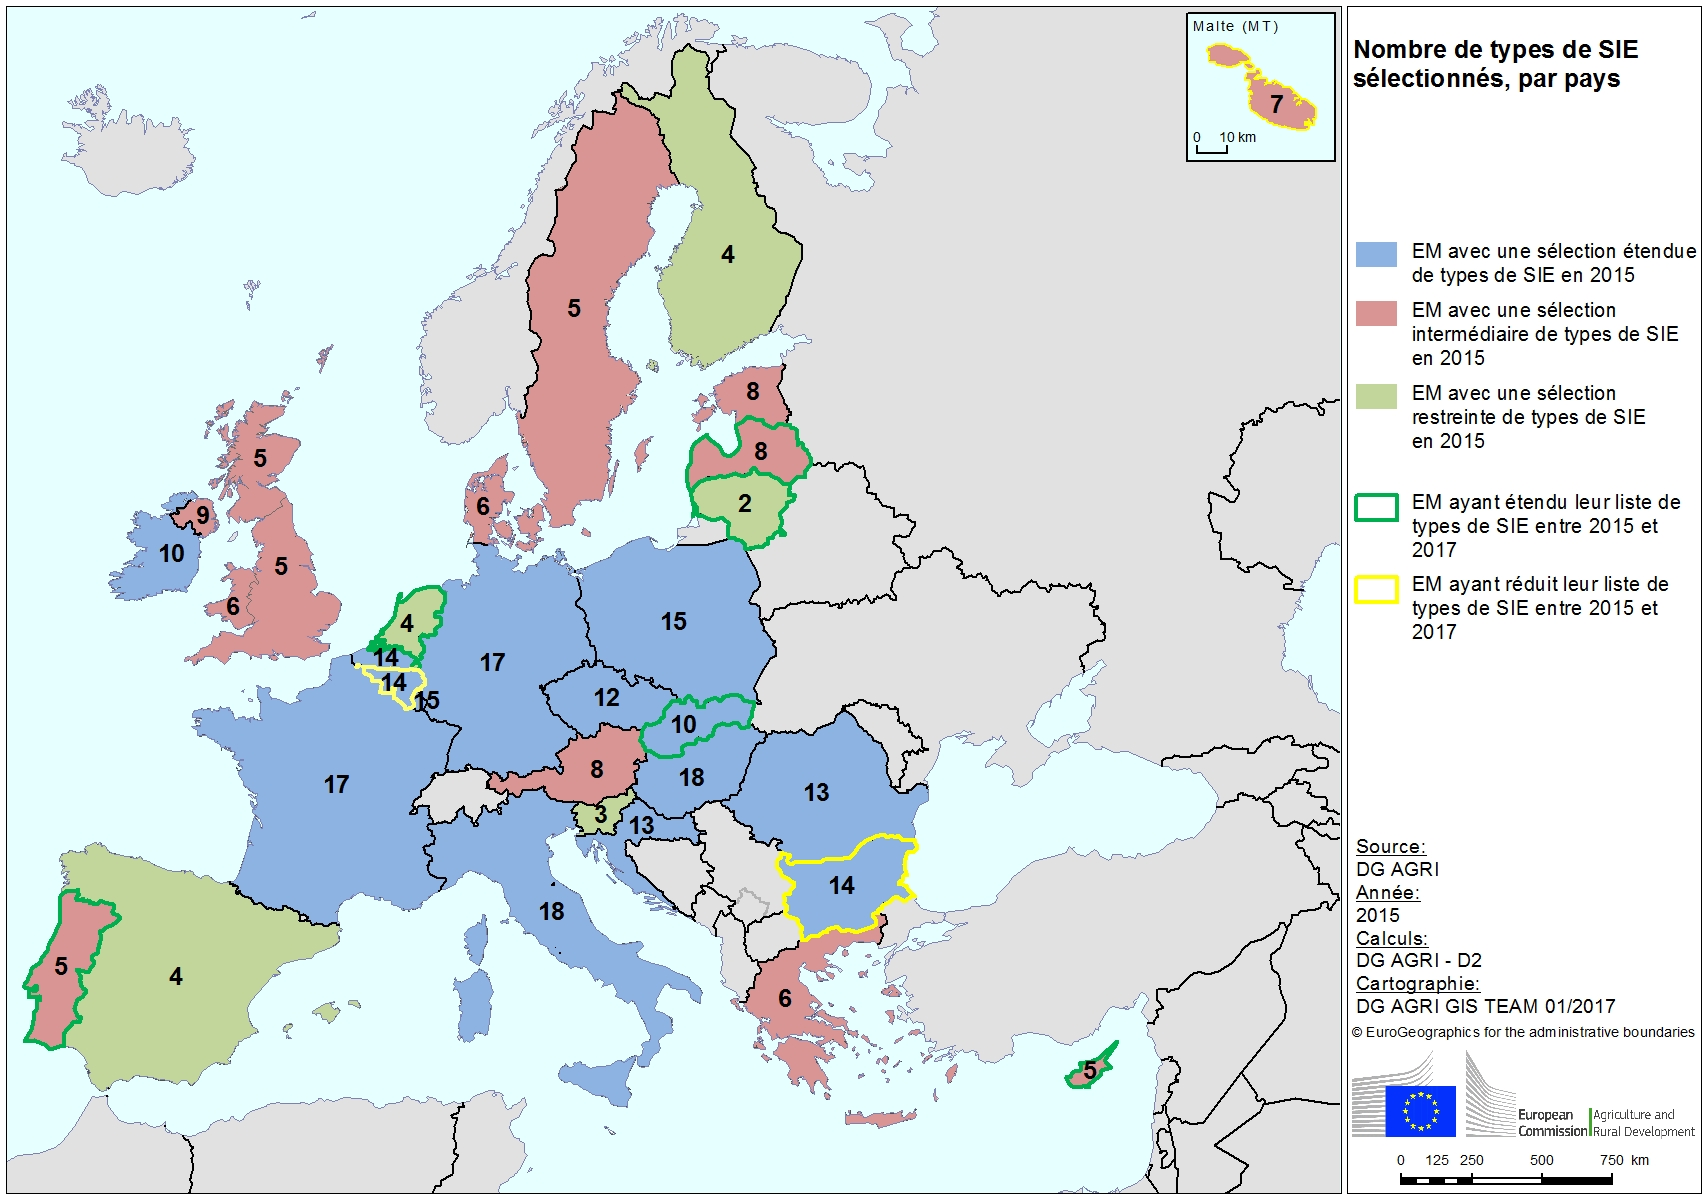 Malte (MT)
7
0 10 km
Nombre de types de SIE
sélectionnés, par pays
EM avec une sélection étendue
de types de SIE en 2015
EM avec une sélection
intermédiaire de types de SIE
en 2015
EM avec une sélection
restreinte de types de SIE
en 2015
EM ayant étendu leur liste de
types de SIE entre 2015 et
2017
EM ayant réduit leur liste de
types de SIE entre 2015 et
2017
4
5
8
5
8
2
6
9
10
5
6
4
15
14
17
14
15
12
10
8
18
17
13
3
13
14
18
5
4
6
5
Source:
DG AGRI
Année:
2015
Calculs:
DG AGRI - D2
Cartographie:
DG AGRI GIS TEAM 01/2017
© EuroGeographics for the administrative boundaries
European
Commission
Agriculture and
Rural Development
0 125 250 500 750 km